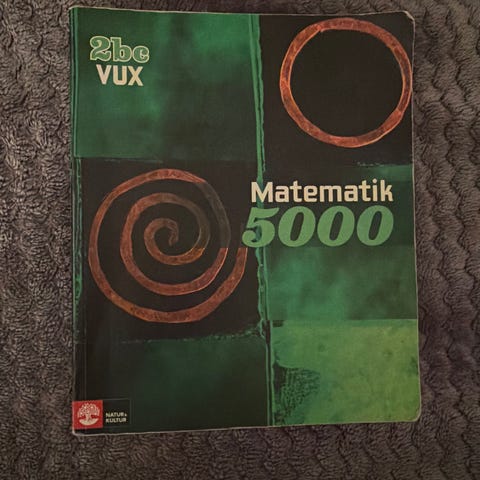 2bc
VUX
Matematik
5000
NATUR &
KULTUR